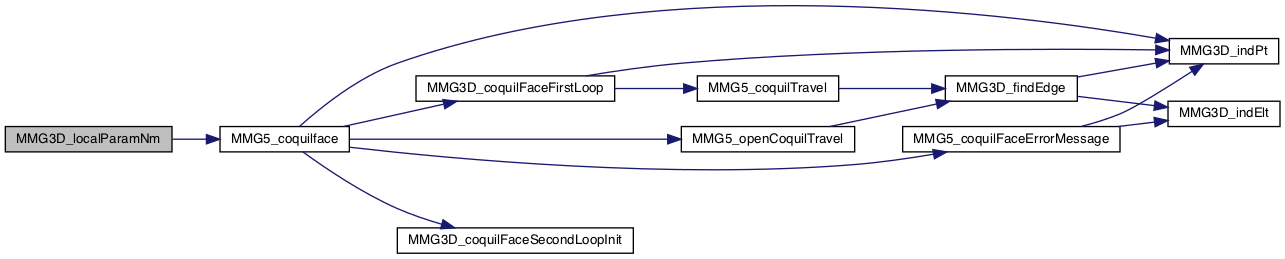 MMG3D_indPt
MMG3D_coquilFaceFirstLoop
MMG5_coquilTravel
MMG3D_findEdge
MMG3D_indElt
MMG3D_localParamNm
MMG5_coquilface
MMG5_openCoquilTravel
MMG5_coquilFaceErrorMessage
MMG3D_coquilFaceSecondLoopInit